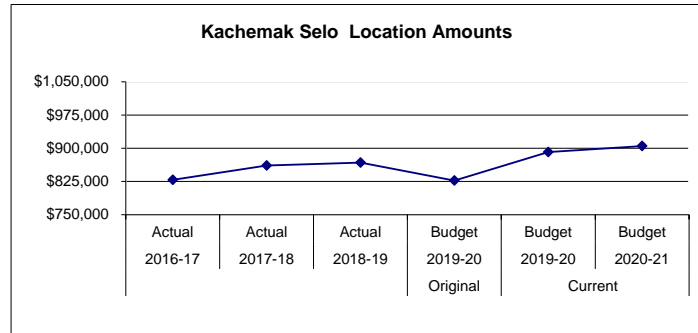 Kachemak Selo Location Amounts
$1,050,000
$975,000
$900,000
$825,000
$750,000
Actual Actual Actual Budget Budget Budget
2016-17 2017-18 2018-19 2019-20 2019-20 2020-21
Original Current